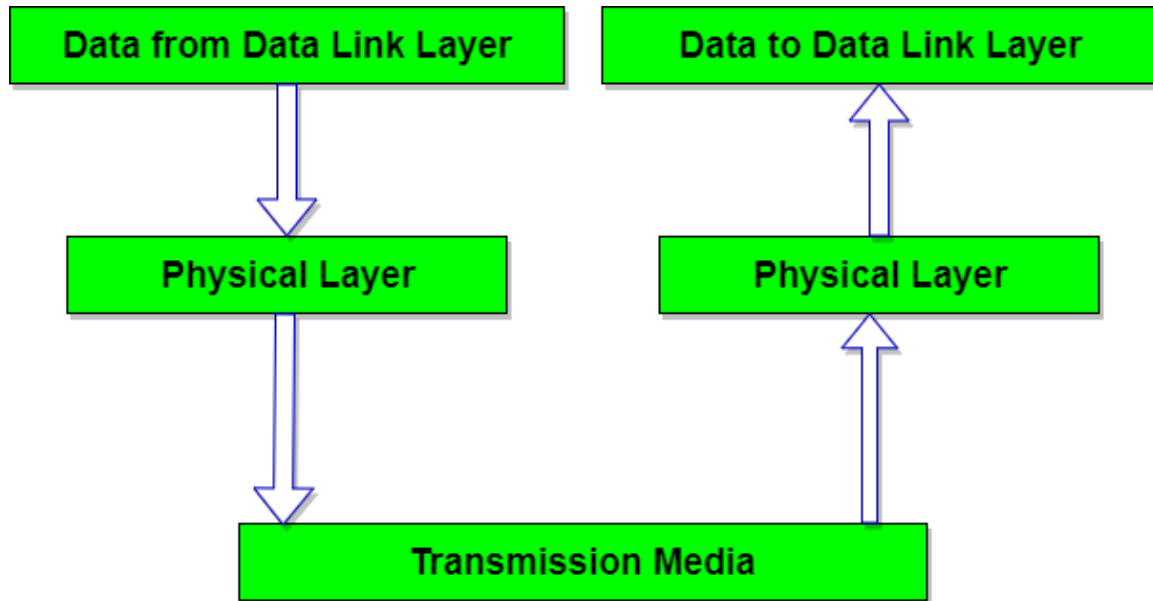 Data from Data Link Layer
Data to Data Link Layer
Physical Layer
Physical Layer
Transmission Media